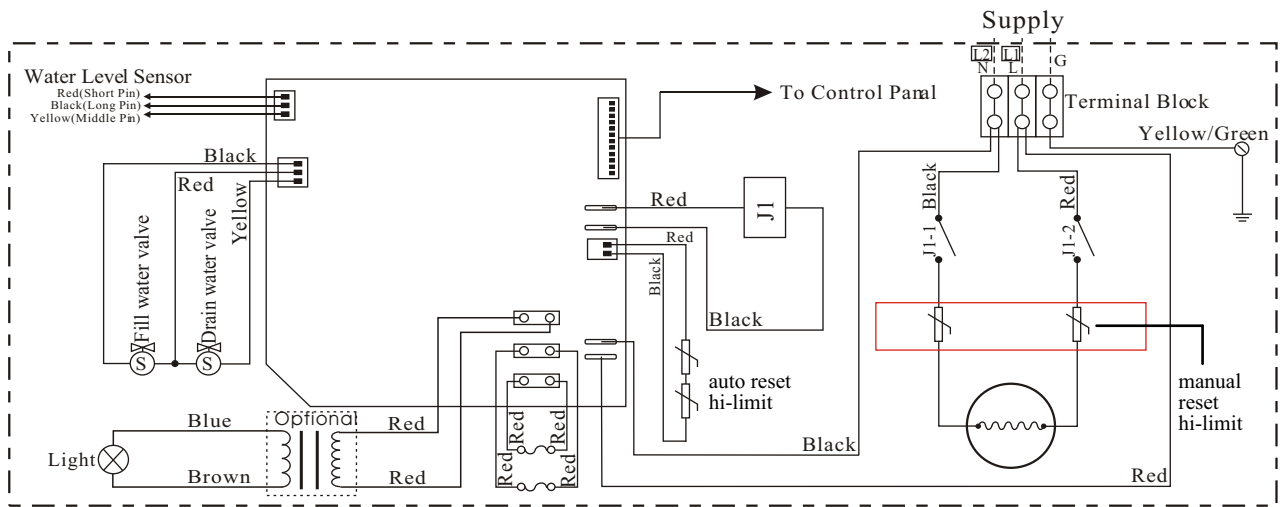 Supply
L2
N
L1
L
G
Water Level Sensor
Red(Short Pin)
Black(Long Pin)
Yellow(Middle Pin)
To Control Panal
Terminal Block
Yellow/Green
Black
Red
Yellow
Fill water valve
Drain water valve
S
S
Red
J1
Red
Black
Black
auto reset
hi-limit
Black
Red
J1-1
J1-2
manual
reset
hi-limit
Optional
Blue
Brown
Light
Red
Red
Red
Red
Red
Red
Black
Red